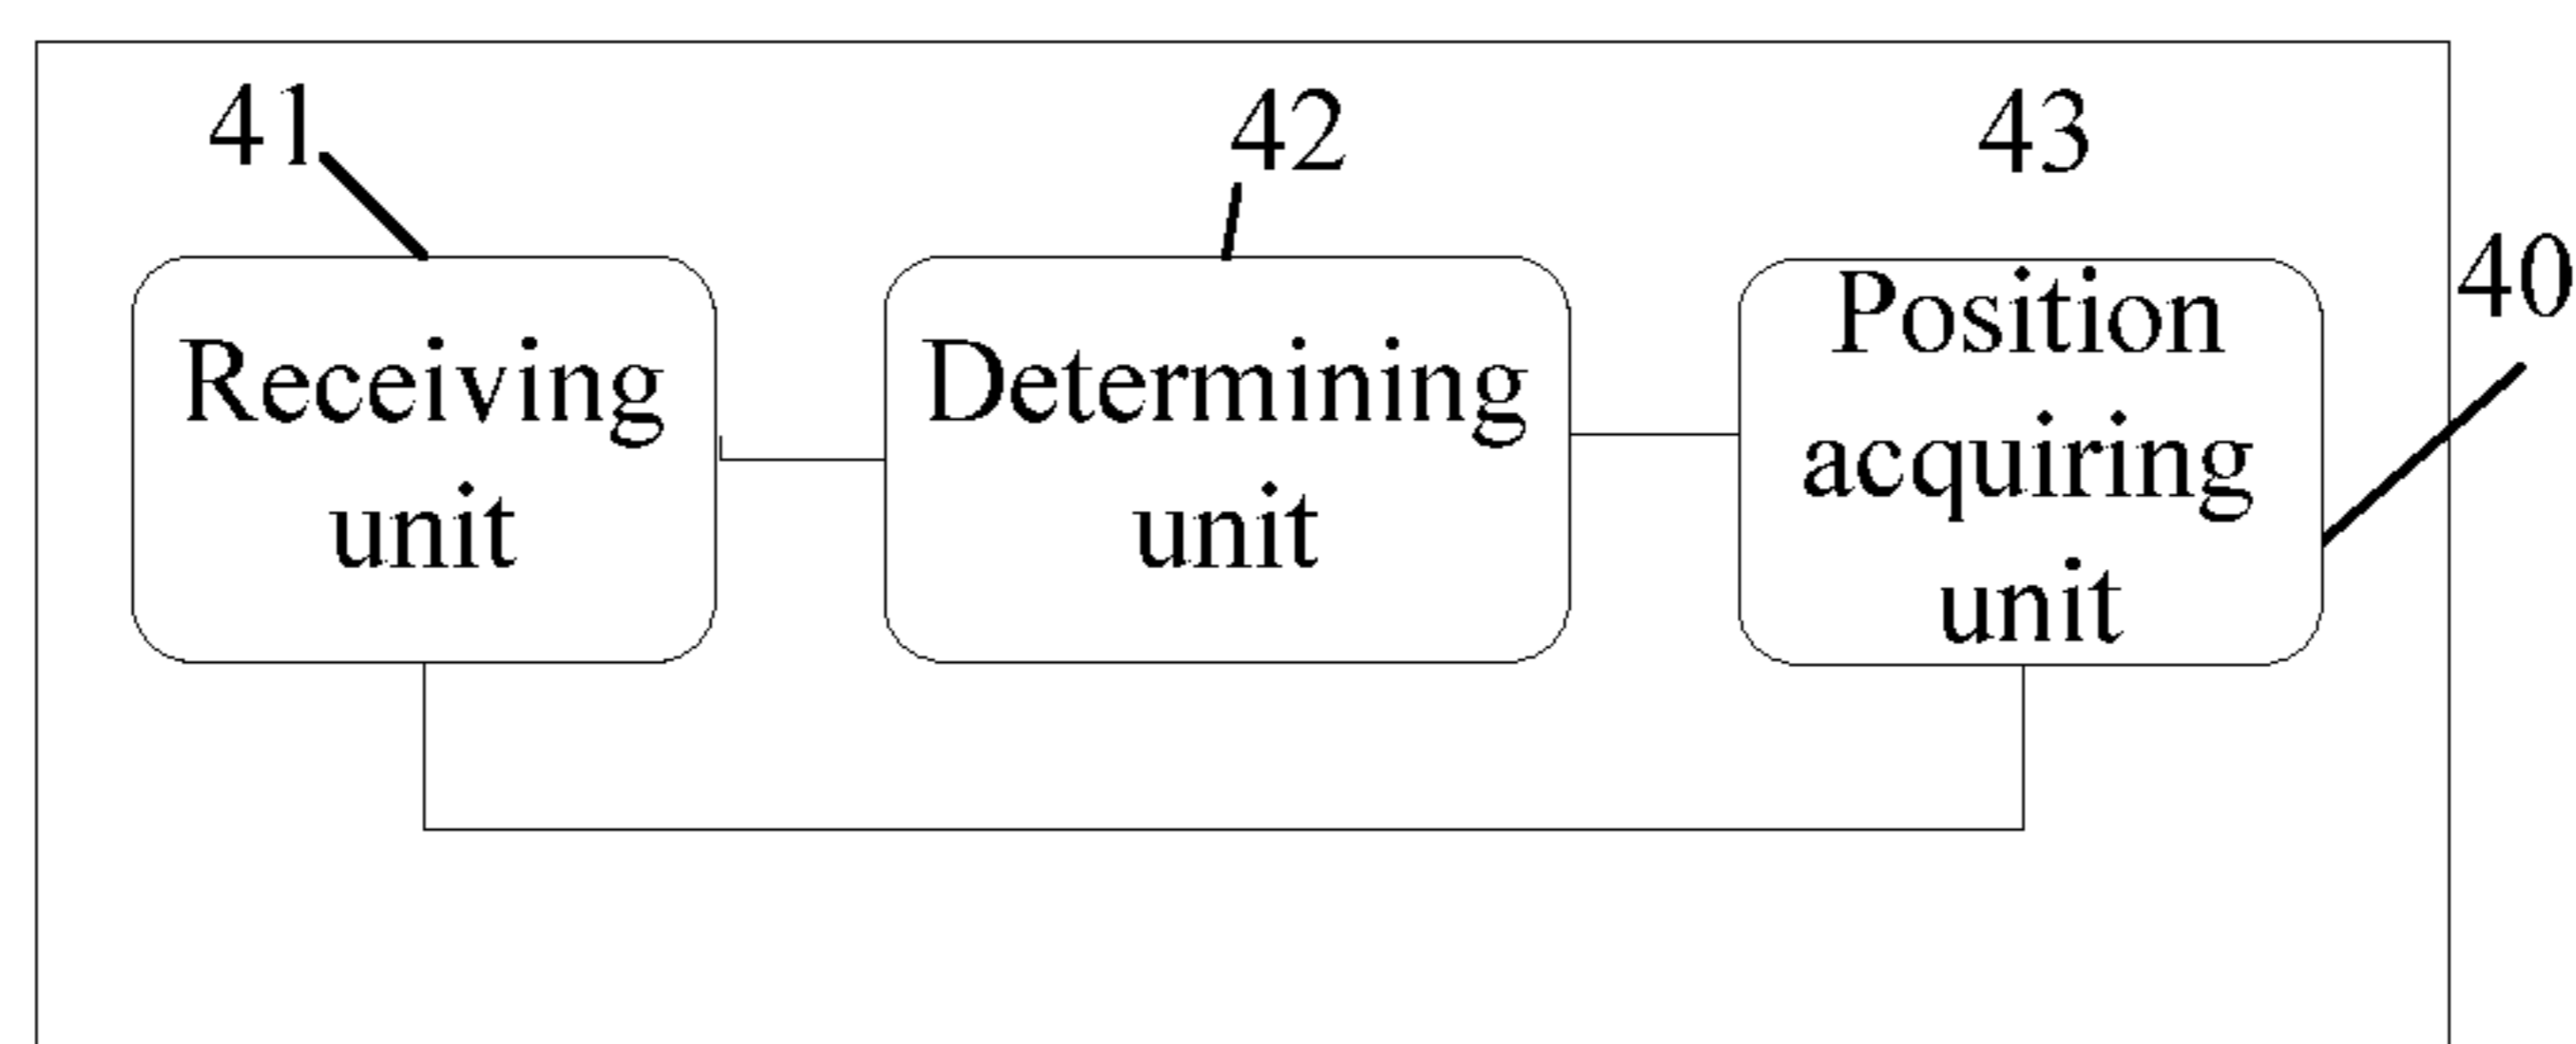 41
42
43
40
Receiving
unit
Determining
unit
Position
acquiring
unit